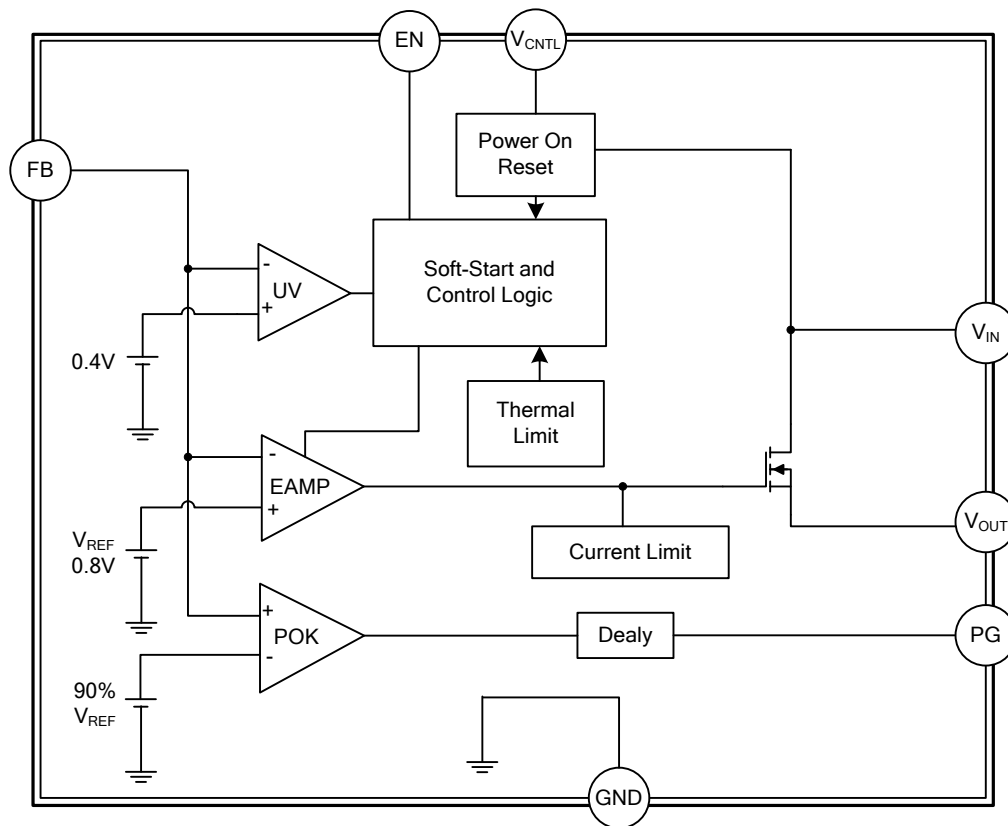 EN
VCNTL
Power On
Reset
FB
-
UV
+
Soft-Start and
Control Logic
VIN
0.4V
Thermal
Limit
-
EAMP
+
VREF
0.8V
VOUT
Current Limit
+
POK
-
Dealy
PG
90%
VREF
GND